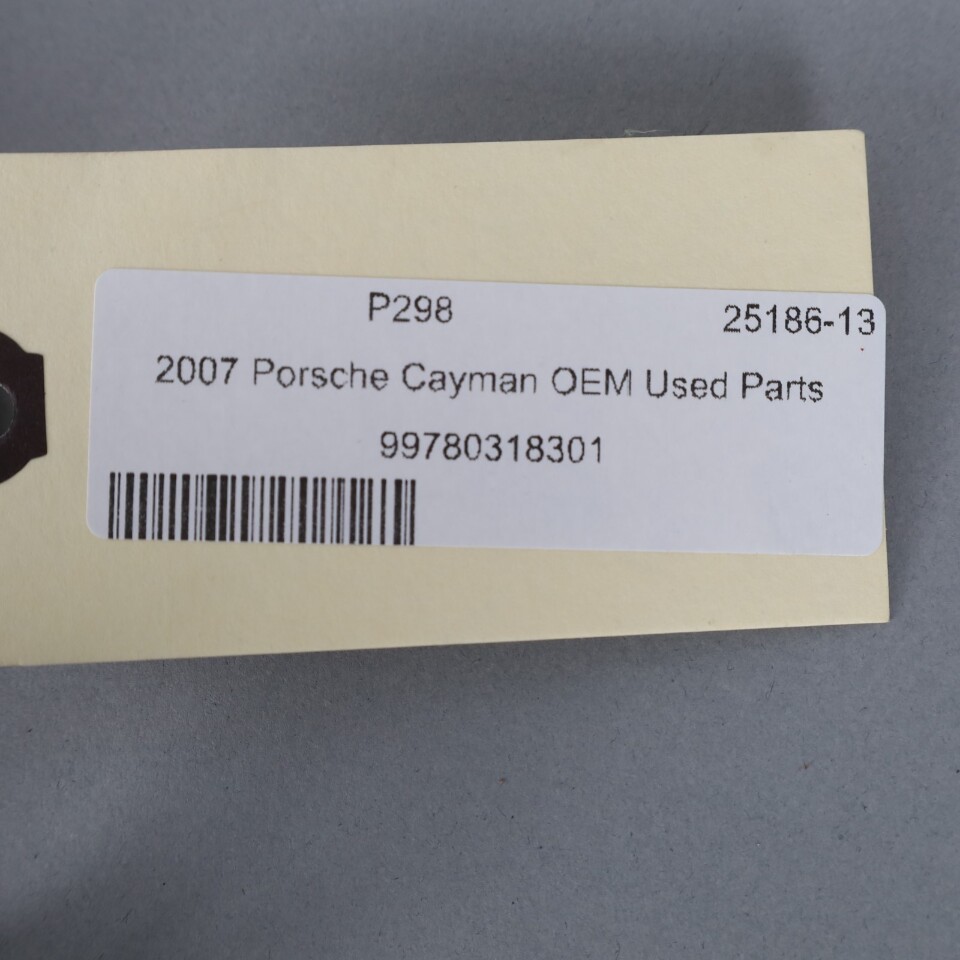 P298 25186-13
2007 Porsche Cayman OEM Used Parts
99780318301